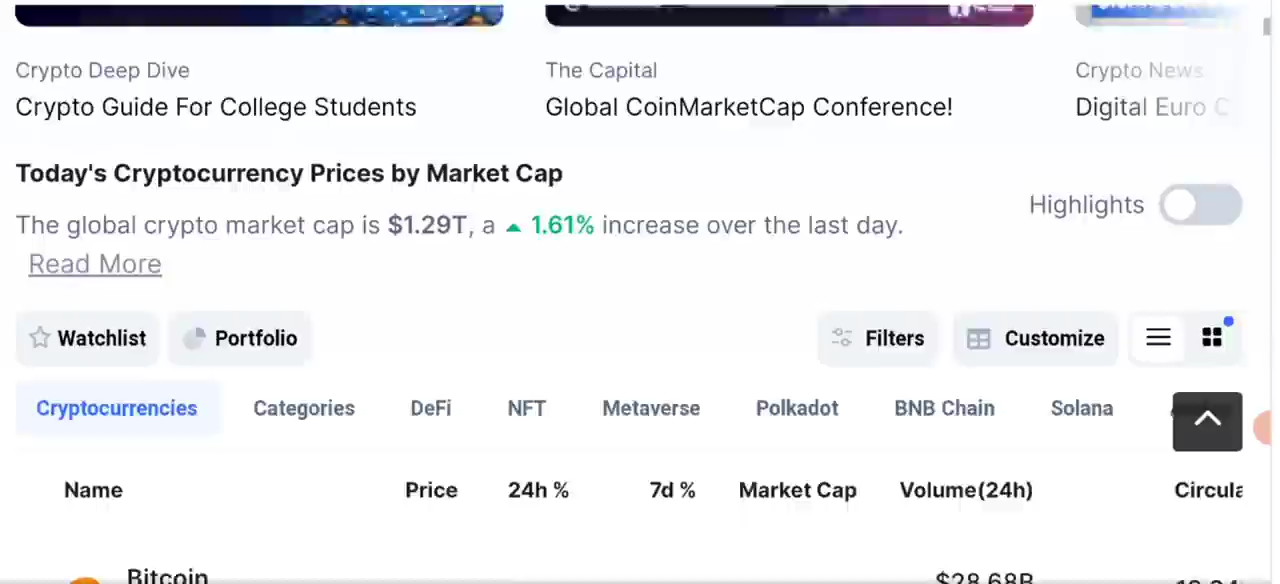 Crypto Deep Dive
The Capital
Crypto News
Crypto Guide For College Students
Global CoinMarketCap Conference!
Digital Euro C
Today's Cryptocurrency Prices by Market Cap
The global crypto market cap is $1.29T, a ▲ 1.61% increase over the last day.
Read More
Highlights
Watchlist
Portfolio
Filters
Customize
Cryptocurrencies
Categories
DeFi
NFT
Metaverse
Polkadot
BNB Chain
Solana
Name
Price
24h %
7d %
Market Cap
Volume(24h)
Circula
Bitcoin
$28.68B